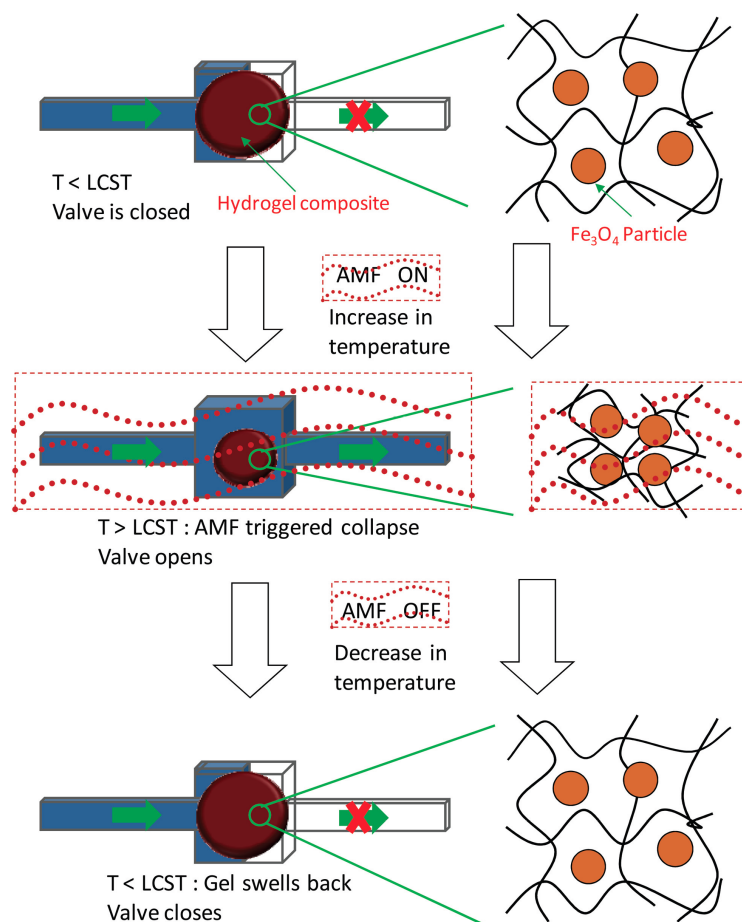 T < LCST
Valve is closed
Hydrogel composite
Fe₃O₄ Particle
AMF ON
Increase in
temperature
T > LCST : AMF triggered collapse
Valve opens
AMF OFF
Decrease in
temperature
T < LCST : Gel swells back
Valve closes